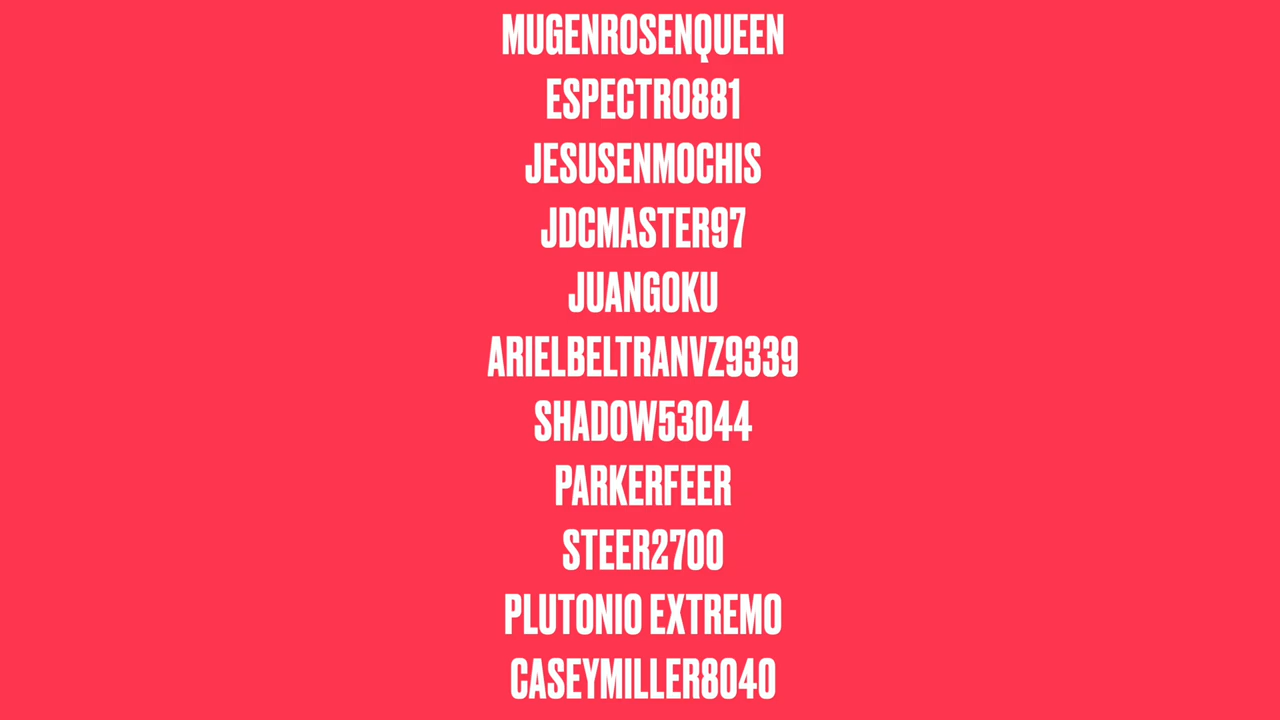 MUGENROSENQUEEN
ESPECTRO881
JESUSENMOCHIS
JDCMASTER97
JUANGOKU
ARIELBELTRANVZ9339
SHADOW53044
PARKERFEER
STEER2700
PLUTONIO EXTREMO
CASEYMILLER8040